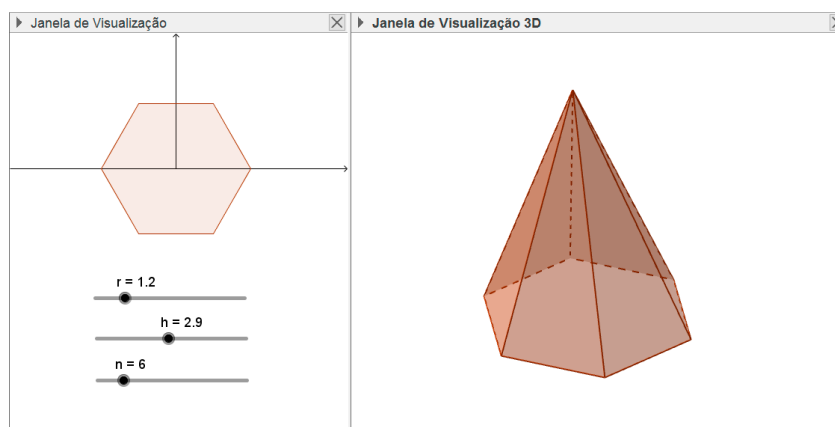 Janela de Visualização
Janela de Visualização 3D
r = 1.2
h = 2.9
n = 6